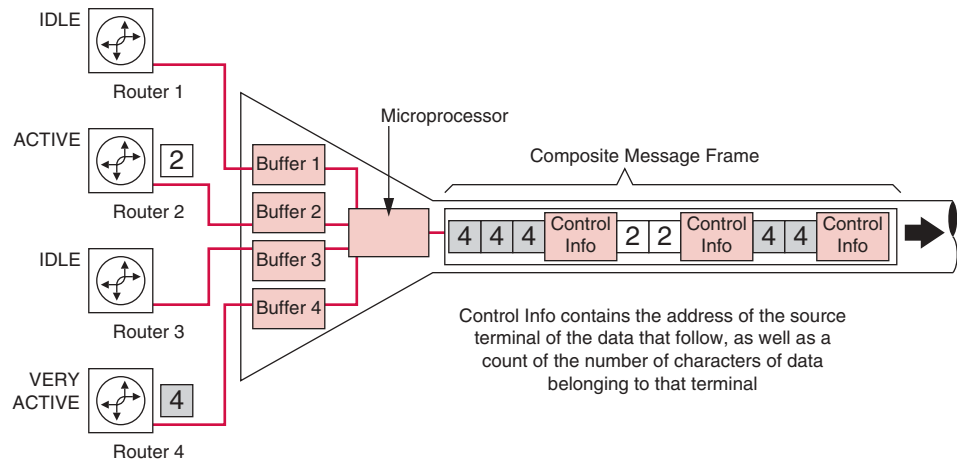 IDLE
Router 1
ACTIVE
2
Router 2
IDLE
Router 3
VERY
ACTIVE
4
Router 4
Microprocessor
Buffer 1
Buffer 2
Buffer 3
Buffer 4
Composite Message Frame
4 4 4 Control Info 2 2 Control Info 4 4 Control Info
Control Info contains the address of the source
terminal of the data that follow, as well as a
count of the number of characters of data
belonging to that terminal